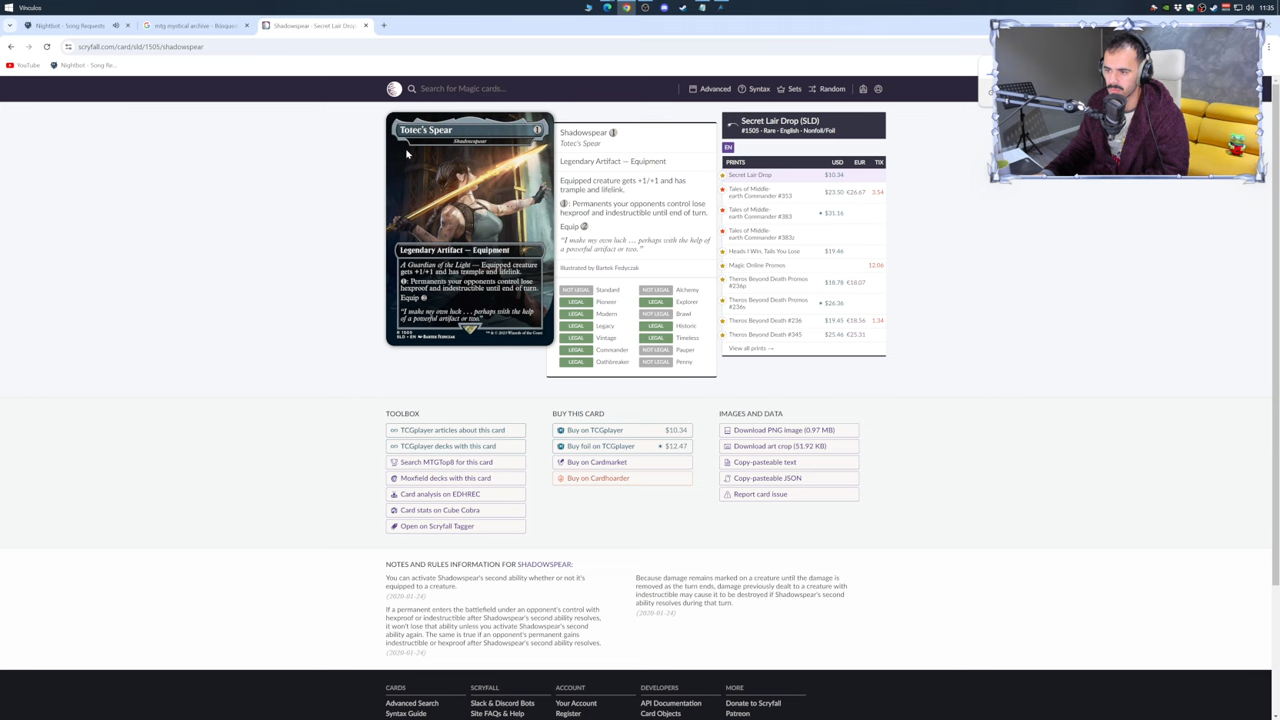 Vínculos
11:35
Nightbot - Song Requests
mtg mystical archive - Búsque
Shadowspear · Secret Lair Drop
scryfall.com/card/sld/1505/shadowspear
YouTube
Nightbot - Song Re...
Search for Magic cards...
Advanced
Syntax
Sets
Random
Totec's Spear
1
Shadowspear
Legendary Artifact — Equipment
A Guardian of the Light — Equipped creature
gets +1/+1 and has trample and lifelink.
1: Permanents your opponents control lose
hexproof and indestructible until end of turn.
Equip 2
"I make my own luck ... perhaps with the help
of a powerful artifact or two."
R 1505
SLD • EN Bartek Fedyczak
Shadowspear 1
Totec's Spear
Legendary Artifact — Equipment
Equipped creature gets +1/+1 and has
trample and lifelink.
1: Permanents your opponents control lose
hexproof and indestructible until end of turn.
Equip 2
"I make my own luck ... perhaps with the help of
a powerful artifact or two."
Illustrated by Bartek Fedyczak
NOT LEGAL Standard
NOT LEGAL Alchemy
LEGAL Pioneer
LEGAL Explorer
LEGAL Modern
NOT LEGAL Brawl
LEGAL Legacy
LEGAL Historic
LEGAL Vintage
LEGAL Timeless
LEGAL Commander
NOT LEGAL Pauper
LEGAL Oathbreaker
NOT LEGAL Penny
Secret Lair Drop (SLD)
#1505 · Rare · English · Nonfoil/Foil
EN
PRINTS USD EUR TIX
Secret Lair Drop $10.34
Tales of Middle-
earth Commander #353 $23.50 €26.67 3.54
Tales of Middle-
earth Commander #383 $31.16
Tales of Middle-
earth Commander #383z
Heads I Win, Tails You Lose $19.46
Magic Online Promos 12.06
Theros Beyond Death Promos
#236p $18.78 €18.07
Theros Beyond Death Promos
#236s $26.36
Theros Beyond Death #236 $19.45 €18.56 1.34
Theros Beyond Death #345 $25.46 €25.31
View all prints →
TOOLBOX
TCGplayer articles about this card
TCGplayer decks with this card
Search MTGTop8 for this card
Moxfield decks with this card
Card analysis on EDHREC
Card stats on Cube Cobra
Open on Scryfall Tagger
BUY THIS CARD
Buy on TCGplayer $10.34
Buy foil on TCGplayer $12.47
Buy on Cardmarket
Buy on Cardhoarder
IMAGES AND DATA
Download PNG image (0.97 MB)
Download art crop (51.92 KB)
Copy-pasteable text
Copy-pasteable JSON
Report card issue
NOTES AND RULES INFORMATION FOR SHADOWSPEAR:
You can activate Shadowspear's second ability whether or not it's
equipped to a creature.
(2020-01-24)
If a permanent enters the battlefield under an opponent's control with
hexproof or indestructible after Shadowspear's second ability resolves,
it won't lose that ability unless you activate Shadowspear's second
ability again. The same is true if an opponent's permanent gains
indestructible or hexproof after Shadowspear's second ability resolves.
(2020-01-24)
Because damage remains marked on a creature until the damage is
removed as the turn ends, damage previously dealt to a creature with
indestructible may cause it to be destroyed if Shadowspear's second
ability resolves during that turn.
(2020-01-24)
CARDS
Advanced Search
Syntax Guide
SCRYFALL
Slack & Discord Bots
Site FAQs & Help
ACCOUNT
Your Account
Register
DEVELOPERS
API Documentation
Card Objects
MORE
Donate to Scryfall
Patreon